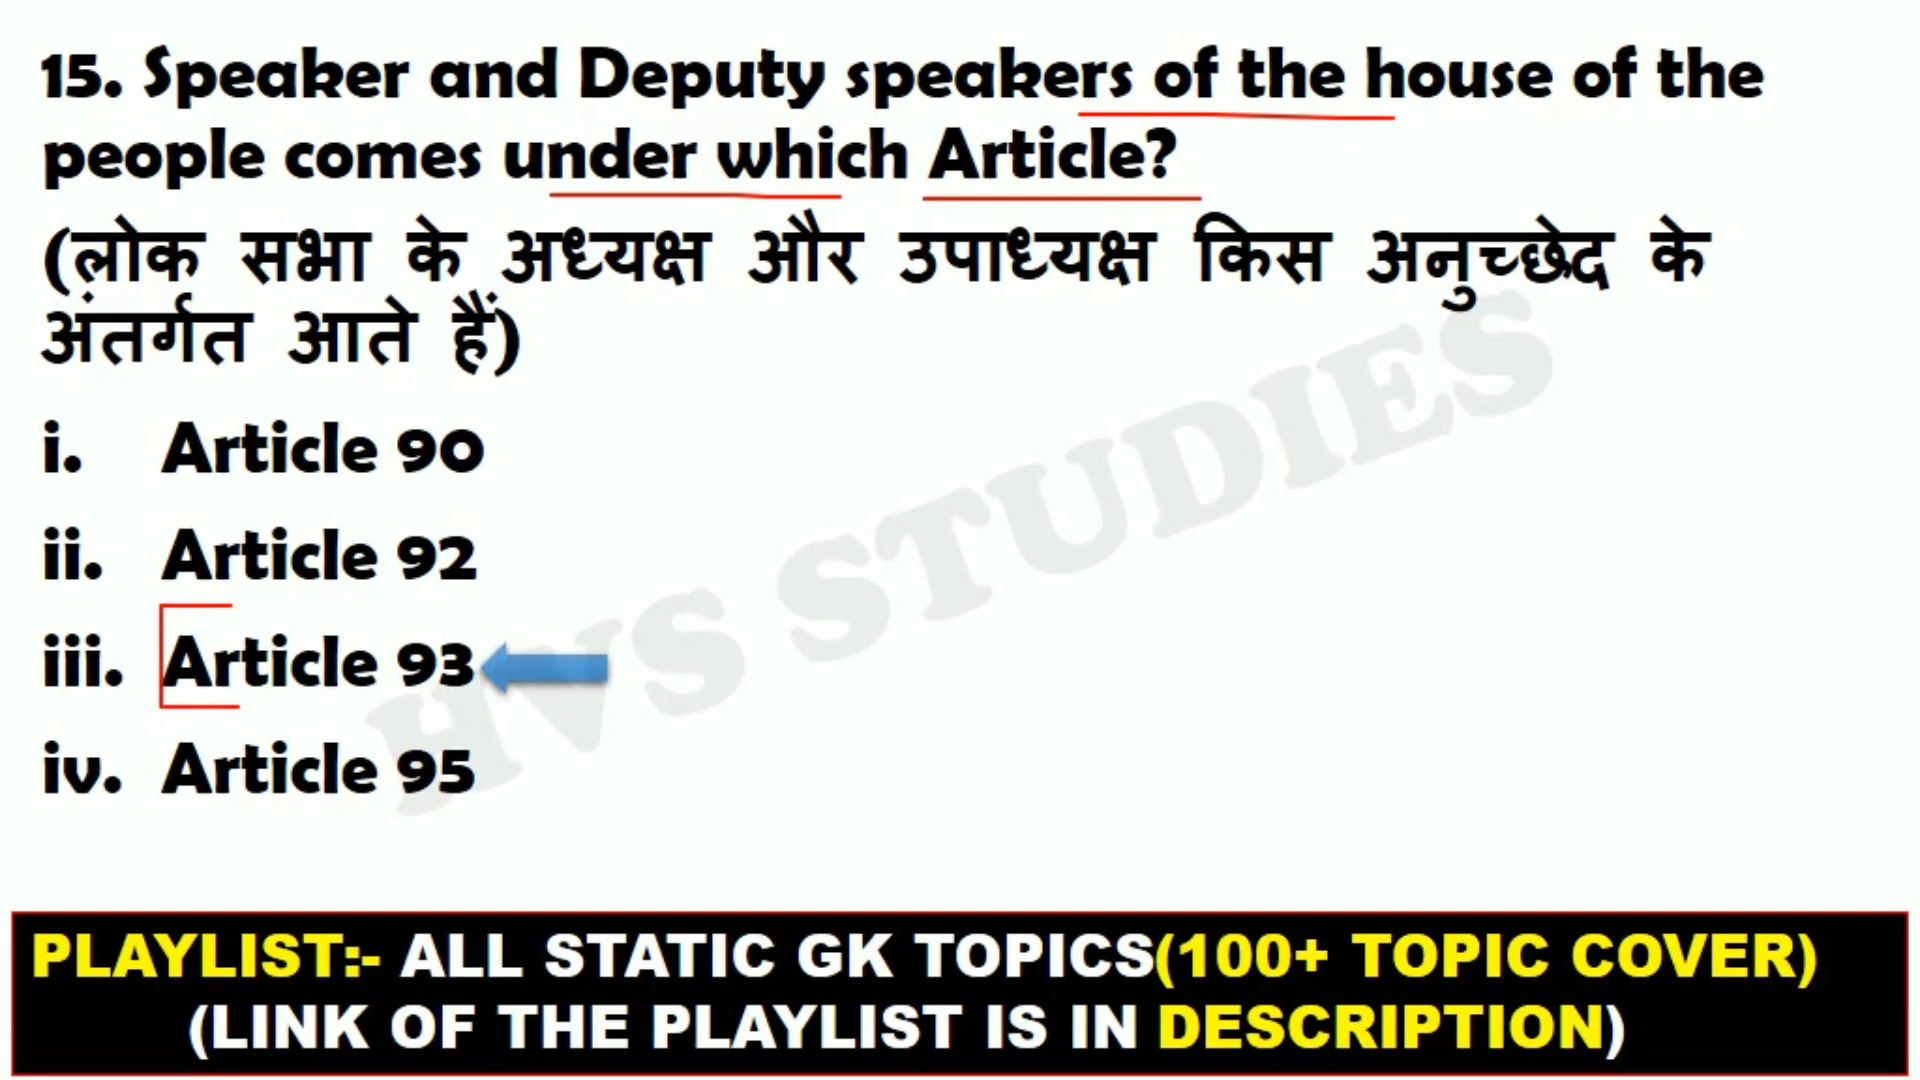 15. Speaker and Deputy speakers of the house of the
people comes under which Article?
(लोक सभा के अध्यक्ष और उपाध्यक्ष किस अनुच्छेद के
अंतर्गत आते हैं)
i. Article 90
ii. Article 92
iii. Article 93
iv. Article 95
HVS STUDIES
PLAYLIST:- ALL STATIC GK TOPICS(100+ TOPIC COVER)
(LINK OF THE PLAYLIST IS IN DESCRIPTION)